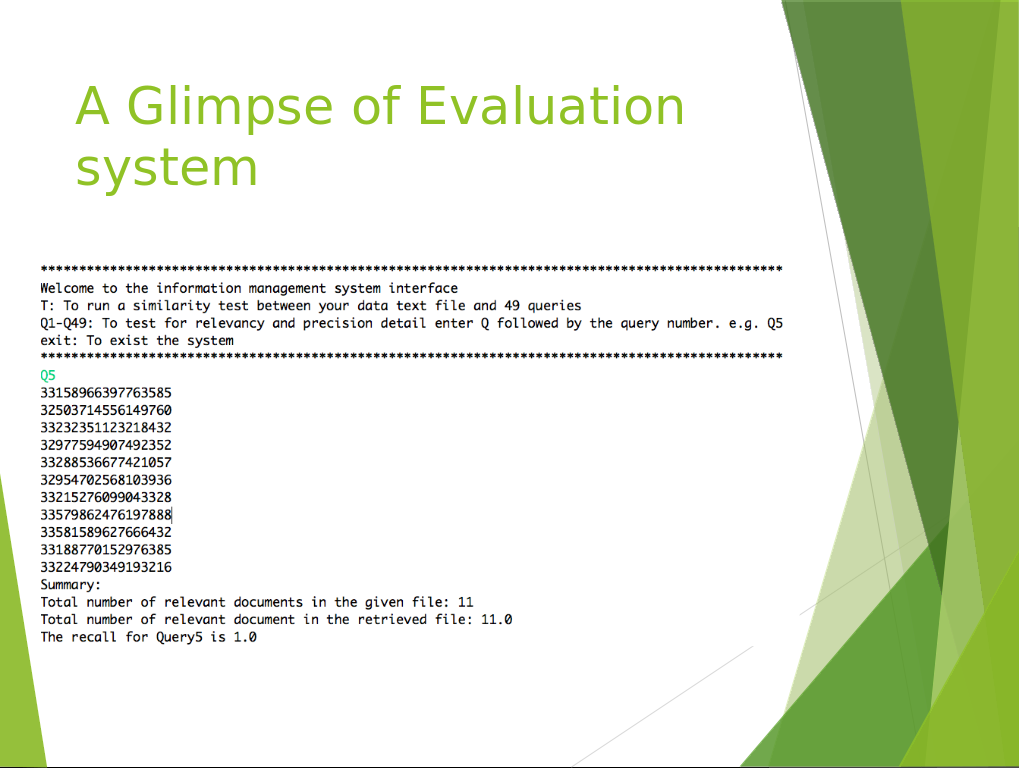 A Glimpse of Evaluation
system
*************************************************************************************************
Welcome to the information management system interface
T: To run a similarity test between your data text file and 49 queries
Q1-Q49: To test for relevancy and precision detail enter Q followed by the query number. e.g. Q5
exit: To exist the system
*************************************************************************************************
Q5
33158966397763585
32503714556149760
33232351123218432
32977594907492352
33288536677421057
32954702568103936
33215276099043328
33579862476197888
33581589627666432
33188770152976385
33224790349193216
Summary:
Total number of relevant documents in the given file: 11
Total number of relevant document in the retrieved file: 11.0
The recall for Query5 is 1.0